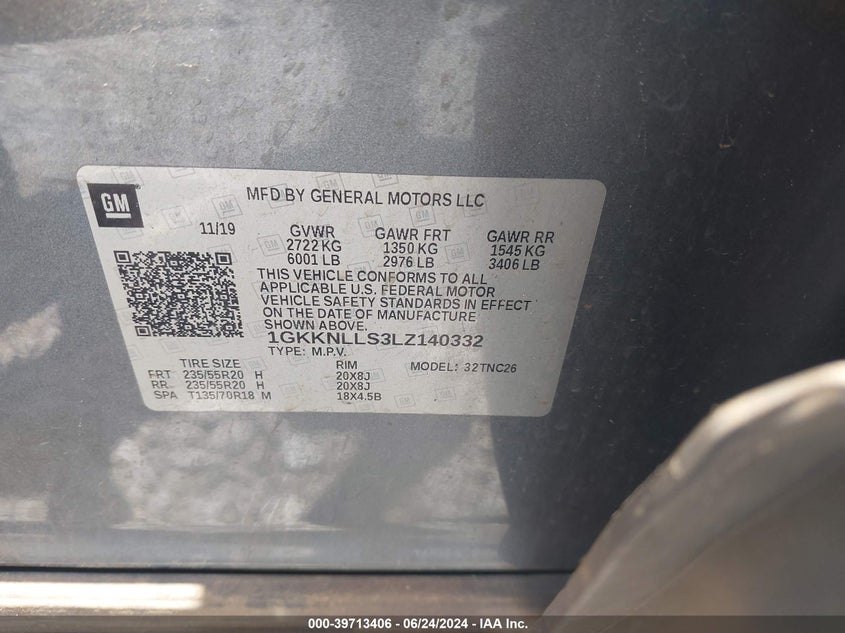 GM
MFD BY GENERAL MOTORS LLC
11/19 GVWR GAWR FRT GAWR RR
2722 KG 1350 KG 1545 KG
6001 LB 2976 LB 3406 LB
THIS VEHICLE CONFORMS TO ALL
APPLICABLE U.S. FEDERAL MOTOR
VEHICLE SAFETY STANDARDS IN EFFECT
ON THE DATE OF MANUFACTURE
SHOWN ABOVE.
1GKKNLLS3LZ140332
TYPE: M.P.V.
TIRE SIZE RIM MODEL: 32TNC26
FRT 235/55R20 H 20X8J
RR 235/55R20 H 20X8J
SPA T135/70R18 M 18X4.5B
000-39713406 - 06/24/2024 - IAA Inc.